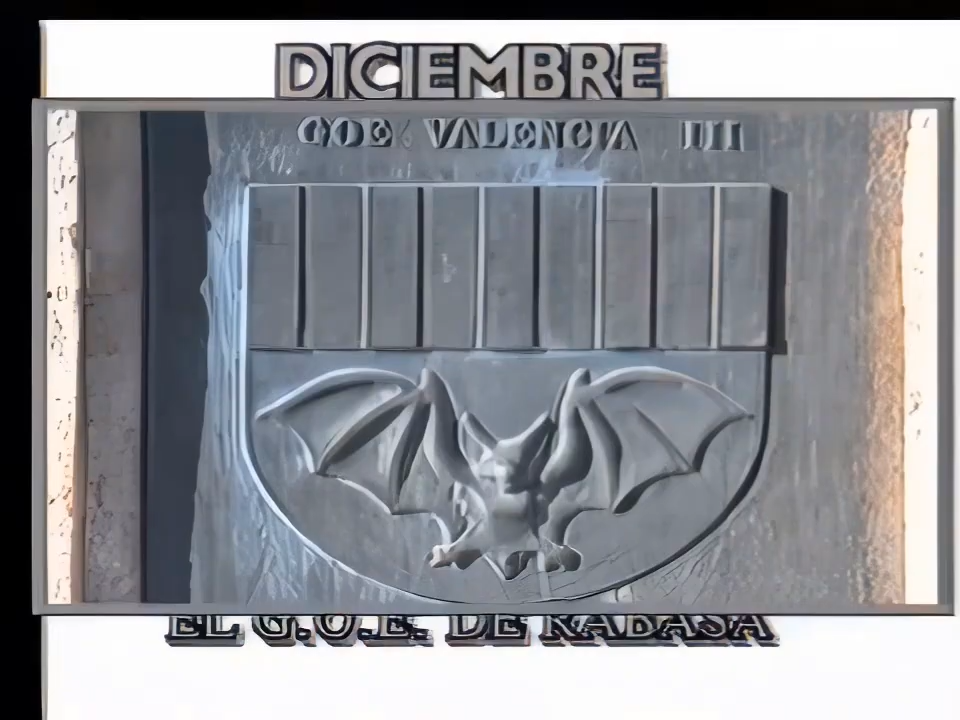 DICIEMBRE
GOE VALENCIA III
EL G.O.E. DE RABASA